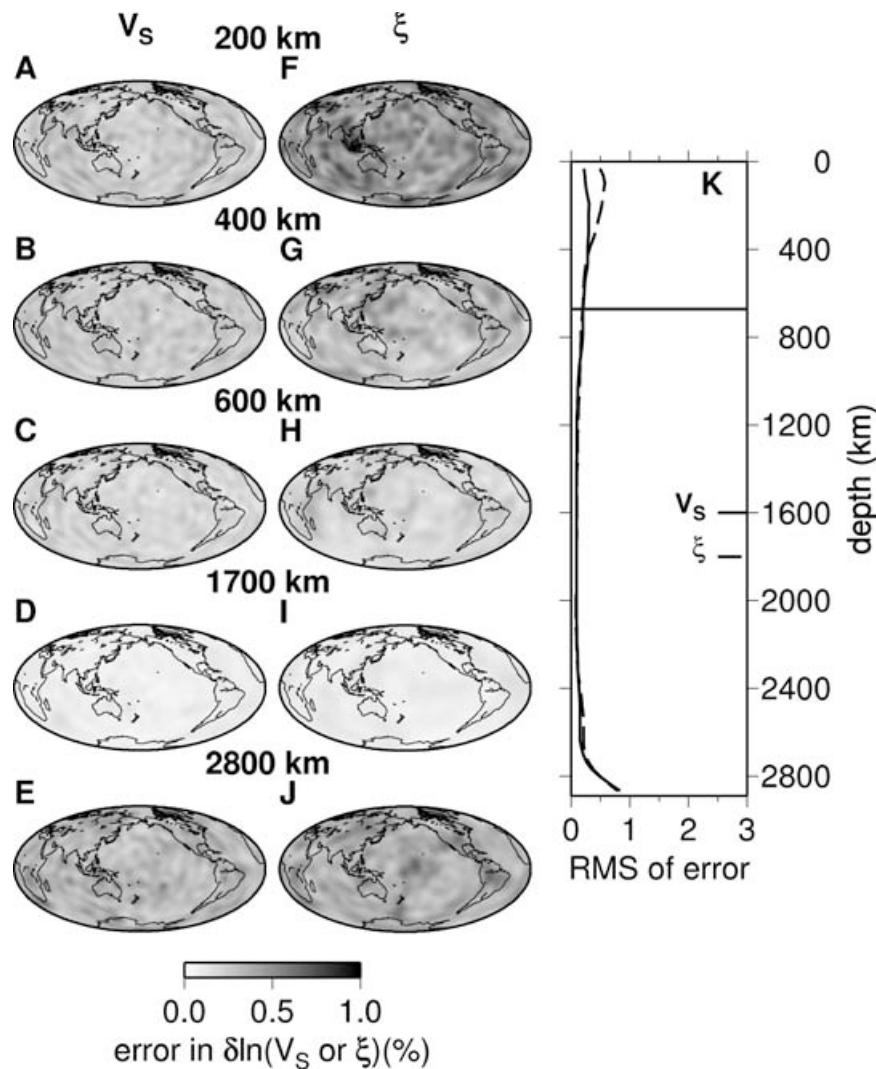 V_S ξ
200 km
A F
400 km
B G
600 km
C H
1700 km
D I
2800 km
E J
0.0 0.5 1.0
error in δln(V_S or ξ)(%)
K
0
400
800
1200
V_S 1600
ξ
2000
2400
2800
depth (km)
0 1 2 3
RMS of error